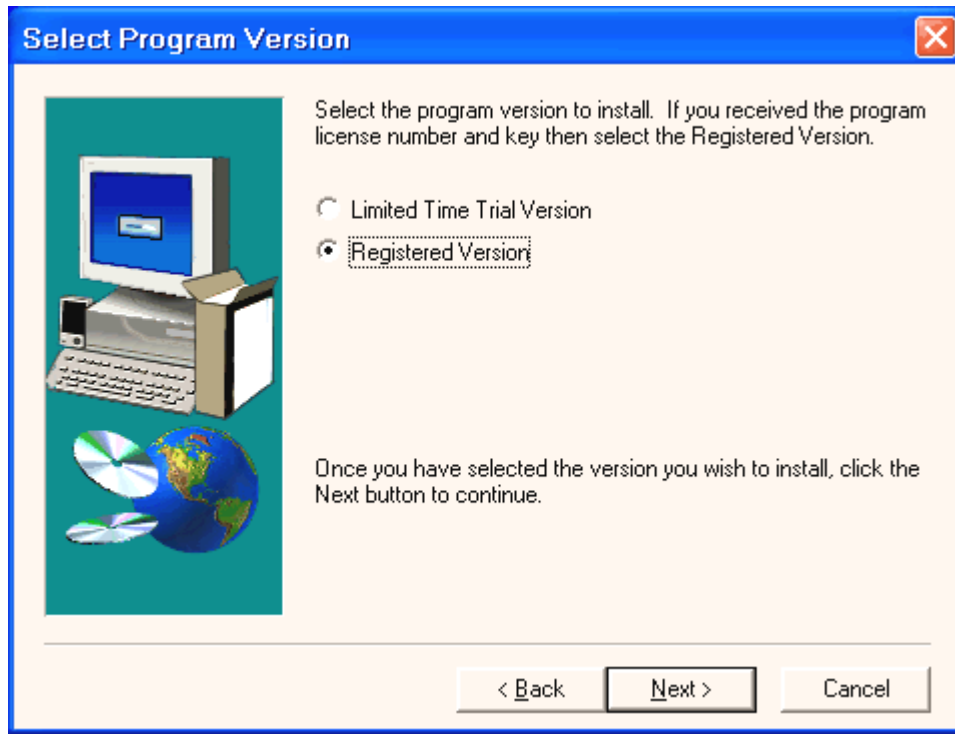 Select Program Version
Select the program version to install.  If you received the program
license number and key then select the Registered Version.
Limited Time Trial Version
Registered Version
Once you have selected the version you wish to install, click the
Next button to continue.
< Back
Next >
Cancel